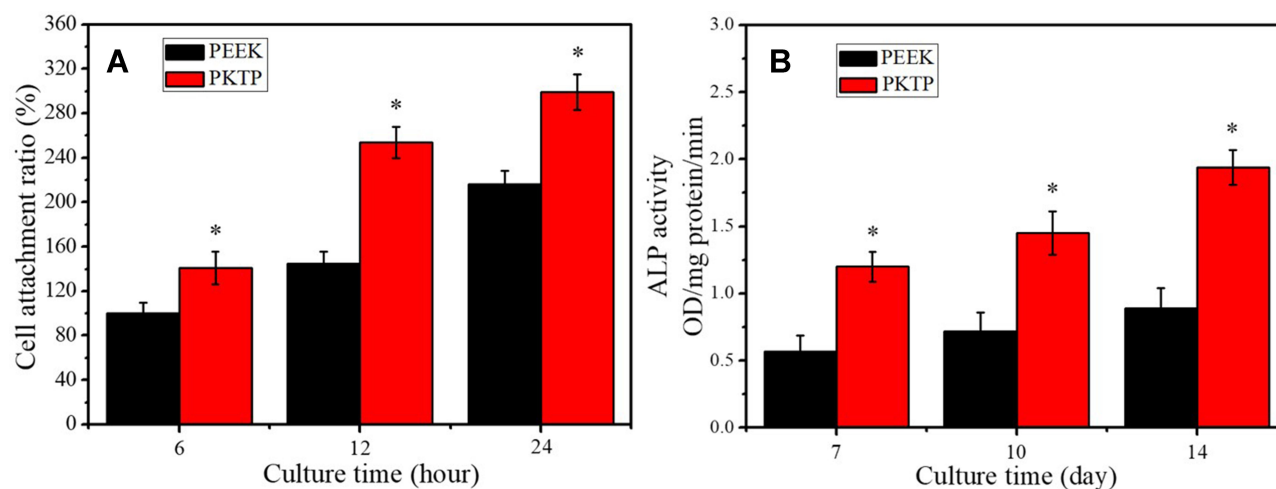 A
PEEK
PKTP
Cell attachment ratio (%)
360
320
280
240
200
160
120
80
40
0
*
*
*
6
12
24
Culture time (hour)
B
PEEK
PKTP
ALP activity
OD/mg protein/min
3.0
2.5
2.0
1.5
1.0
0.5
0.0
*
*
*
7
10
14
Culture time (day)